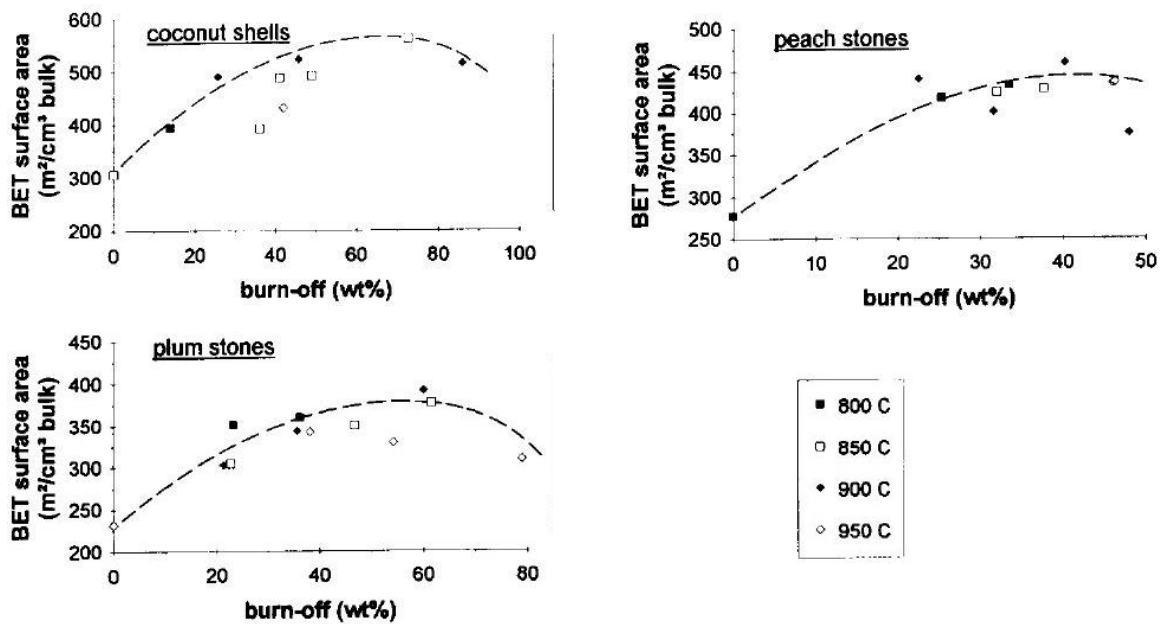 coconut shells
BET surface area
(m²/cm³ bulk)
600
500
400
300
200
0
20
40
60
80
100
burn-off (wt%)
peach stones
BET surface area
(m²/cm³ bulk)
500
450
400
350
300
250
0
10
20
30
40
50
burn-off (wt%)
plum stones
BET surface area
(m²/cm³ bulk)
450
400
350
300
250
200
0
20
40
60
80
burn-off (wt%)
800 C
850 C
900 C
950 C